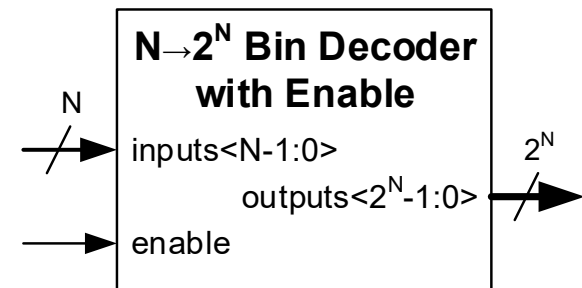 N→2^N Bin Decoder
with Enable
N
inputs<N-1:0>
2^N
outputs<2^N-1:0>
enable